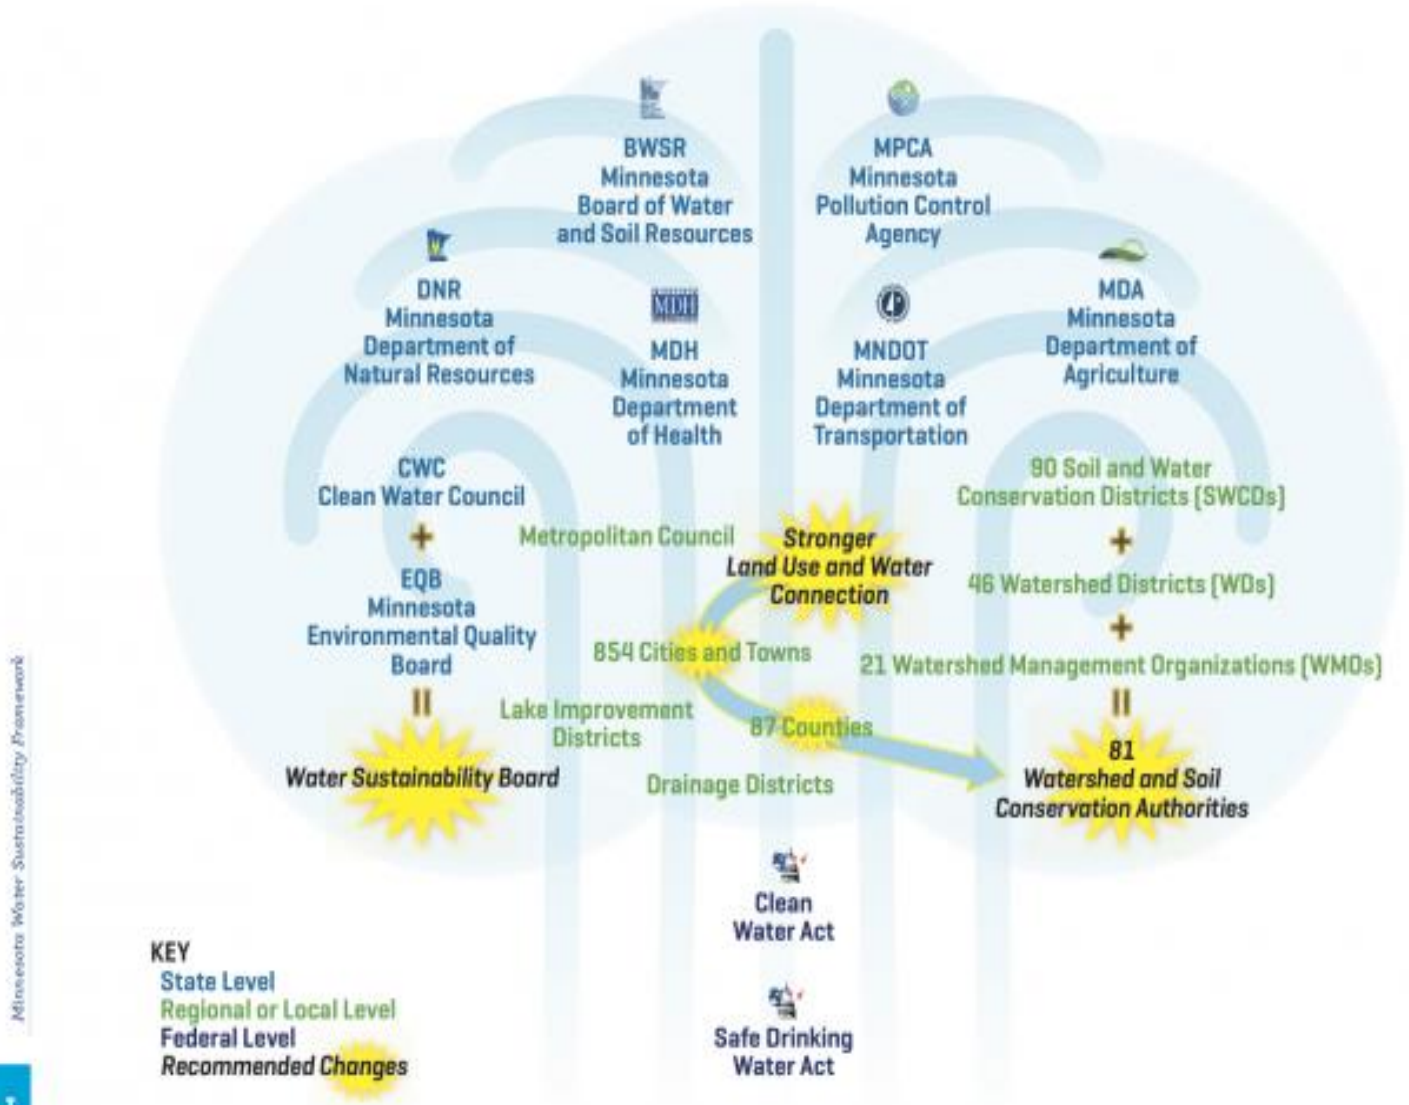 BWSR
Minnesota
Board of Water
and Soil Resources
MPCA
Minnesota
Pollution Control
Agency
DNR
Minnesota
Department of
Natural Resources
MDH
MDH
Minnesota
Department
of Health
MNDOT
Minnesota
Department of
Transportation
MDA
Minnesota
Department of
Agriculture
CWC
Clean Water Council
+
EQB
Minnesota
Environmental Quality
Board
Water Sustainability Board
Metropolitan Council
Stronger
Land Use and Water
Connection
854 Cities and Towns
Lake Improvement
Districts
87 Counties
Drainage Districts
90 Soil and Water
Conservation Districts (SWCDs)
+
46 Watershed Districts (WDs)
+
21 Watershed Management Organizations (WMOs)
81
Watershed and Soil
Conservation Authorities
Clean
Water Act
Safe Drinking
Water Act
KEY
State Level
Regional or Local Level
Federal Level
Recommended Changes
Minnesota Water Sustainability Framework